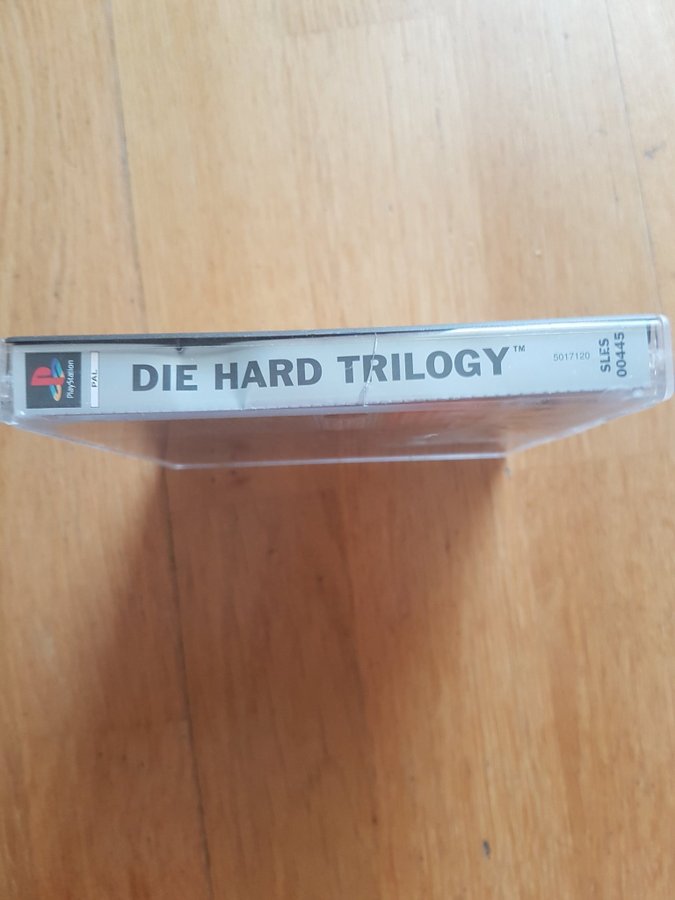 PlayStation
PAL
DIE HARD TRILOGY™
5017120
SLES
00445